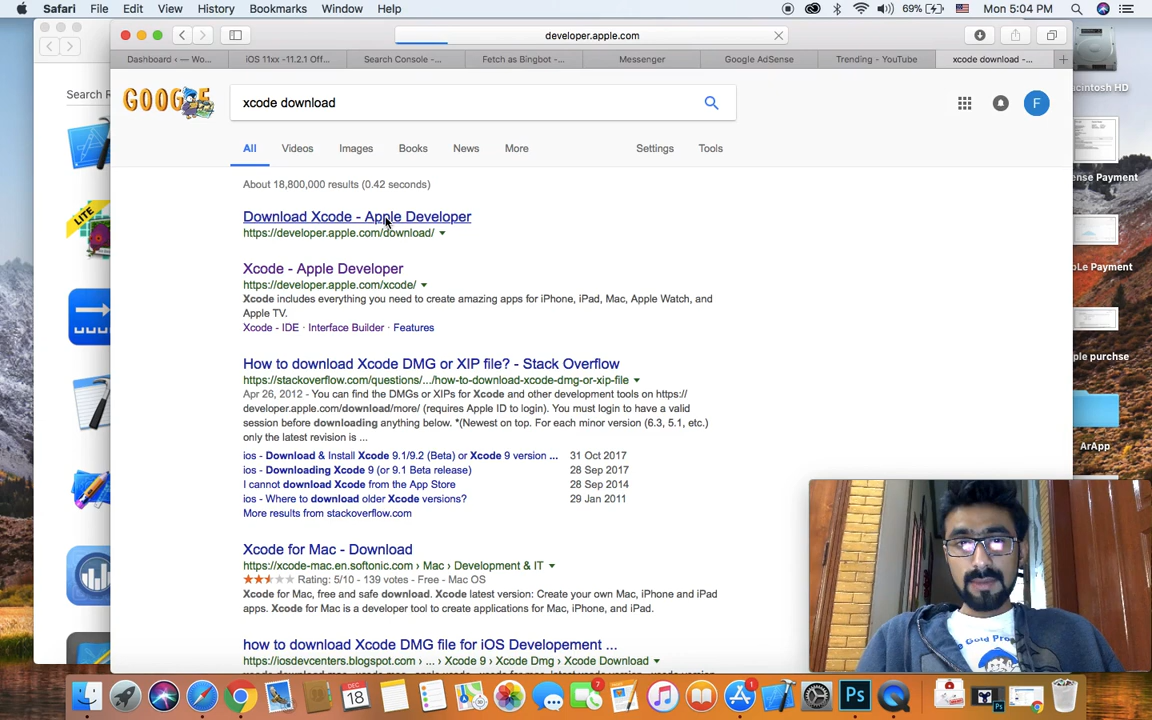 Safari File Edit View History Bookmarks Window Help 69% Mon 5:04 PM
developer.apple.com
Dashboard ‹ — Wo... iOS 11xx -11.2.1 Off... Search Console -... Fetch as Bingbot -... Messenger Google AdSense Trending - YouTube xcode download -...
Macintosh HD
Search R
GOOGLE
xcode download
F
All Videos Images Books News More Settings Tools
ense Payment
About 18,800,000 results (0.42 seconds)
LITE
Download Xcode - Apple Developer
https://developer.apple.com/download/
Xcode - Apple Developer
pLe Payment
https://developer.apple.com/xcode/
Xcode includes everything you need to create amazing apps for iPhone, iPad, Mac, Apple Watch, and
Apple TV.
Xcode - IDE · Interface Builder · Features
ple purchse
How to download Xcode DMG or XIP file? - Stack Overflow
https://stackoverflow.com/questions/.../how-to-download-xcode-dmg-or-xip-file
Apr 26, 2012 - You can find the DMGs or XIPs for Xcode and other development tools on https://
developer.apple.com/download/more/ (requires Apple ID to login). You must login to have a valid
session before downloading anything below. *(Newest on top. For each minor version (6.3, 5.1, etc.)
only the latest revision is ...
ArApp
ios - Download & Install Xcode 9.1/9.2 (Beta) or Xcode 9 version ... 31 Oct 2017
ios - Downloading Xcode 9 (or 9.1 Beta release) 28 Sep 2017
I cannot download Xcode from the App Store 28 Sep 2014
ios - Where to download older Xcode versions? 29 Jan 2011
More results from stackoverflow.com
Xcode for Mac - Download
https://xcode-mac.en.softonic.com › Mac › Development & IT
Rating: 5/10 - 139 votes - Free - Mac OS
Xcode for Mac, free and safe download. Xcode latest version: Create your own Mac, iPhone and iPad
apps. Xcode for Mac is a developer tool to create applications for Mac, iPhone, and iPad.
Gold Pro
how to download Xcode DMG file for iOS Developement ...
https://iosdevcenters.blogspot.com › ... › Xcode 9 › Xcode Dmg › Xcode Download
DEC 18 7 1 Ps